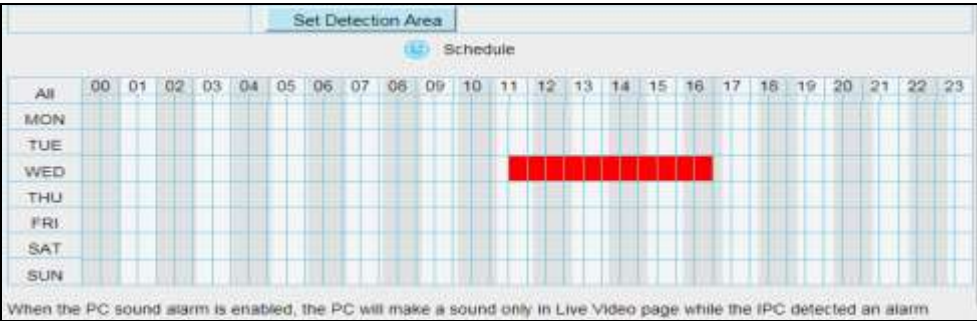 Set Detection Area
Schedule
All 00 01 02 03 04 05 06 07 08 09 10 11 12 13 14 15 16 17 18 19 20 21 22 23
MON
TUE
WED
THU
FRI
SAT
SUN
When the PC sound alarm is enabled, the PC will make a sound only in Live Video page while the IPC detected an alarm